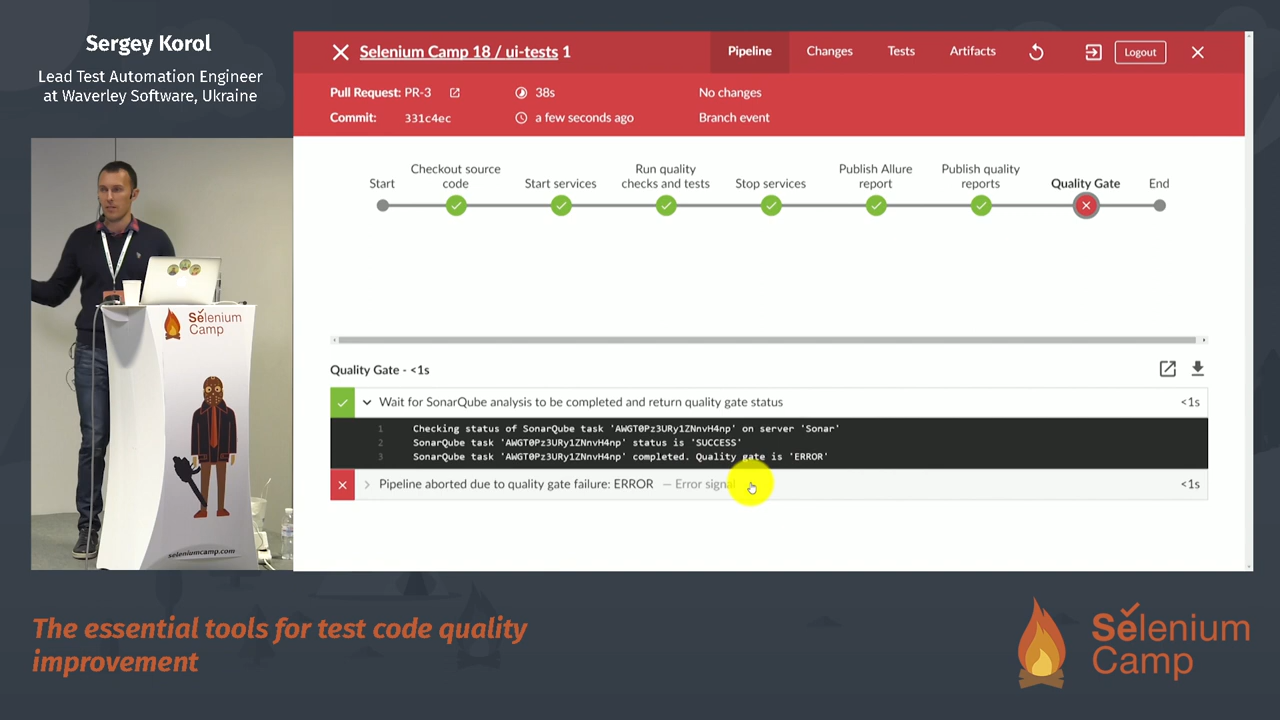 Sergey Korol
Lead Test Automation Engineer
at Waverley Software, Ukraine
Selenium Camp 18 / ui-tests 1
Pipeline
Changes
Tests
Artifacts
Logout
Pull Request: PR-3
38s
No changes
Commit: 331c4ec
a few seconds ago
Branch event
Start
Checkout source
code
Start services
Run quality
checks and tests
Stop services
Publish Allure
report
Publish quality
reports
Quality Gate
End
Quality Gate - <1s
Wait for SonarQube analysis to be completed and return quality gate status
<1s
1 Checking status of SonarQube task 'AWGT0Pz3URy1ZNnvH4np' on server 'Sonar'
2 SonarQube task 'AWGT0Pz3URy1ZNnvH4np' status is 'SUCCESS'
3 SonarQube task 'AWGT0Pz3URy1ZNnvH4np' completed. Quality gate is 'ERROR'
Pipeline aborted due to quality gate failure: ERROR — Error signal
<1s
Selenium
Camp
seleniumcamp.com
The essential tools for test code quality
improvement
Selenium
Camp